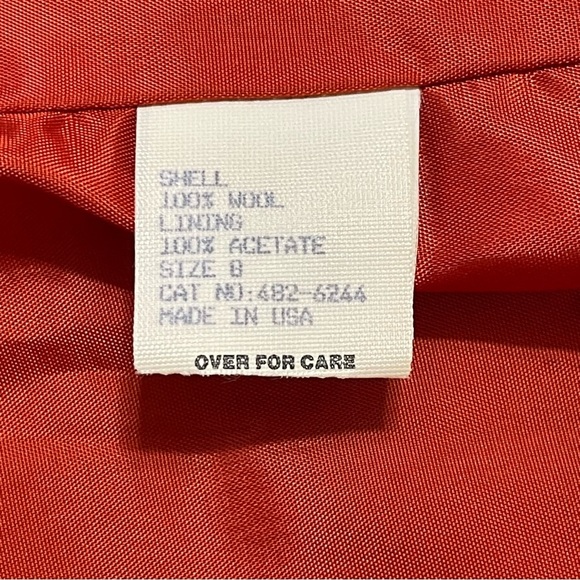 SHELL
100% WOOL
LINING
100% ACETATE
SIZE 8
CAT NO:482-6244
MADE IN USA
OVER FOR CARE